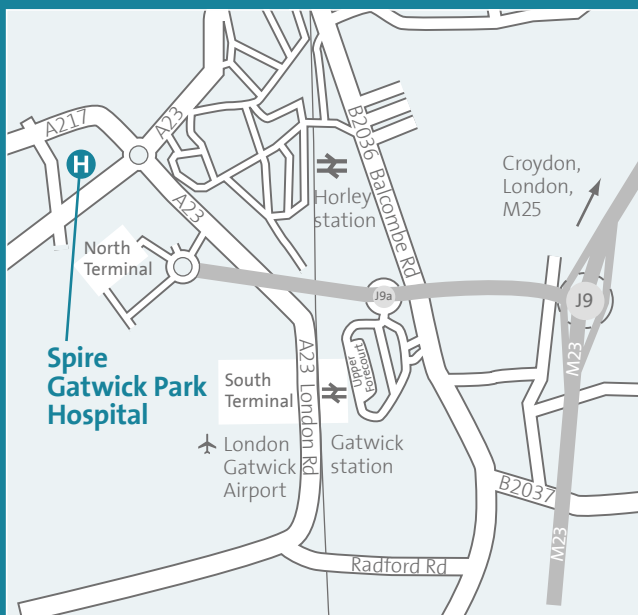 A217
A23
H
A23
B2036 Balcombe Rd
Horley
station
Croydon,
London,
M25
North
Terminal
J9a
J9
Upper
Forecourt
M23
Spire
Gatwick Park
Hospital
South
Terminal
A23 London Rd
London
Gatwick
Airport
Gatwick
station
B2037
M23
Radford Rd